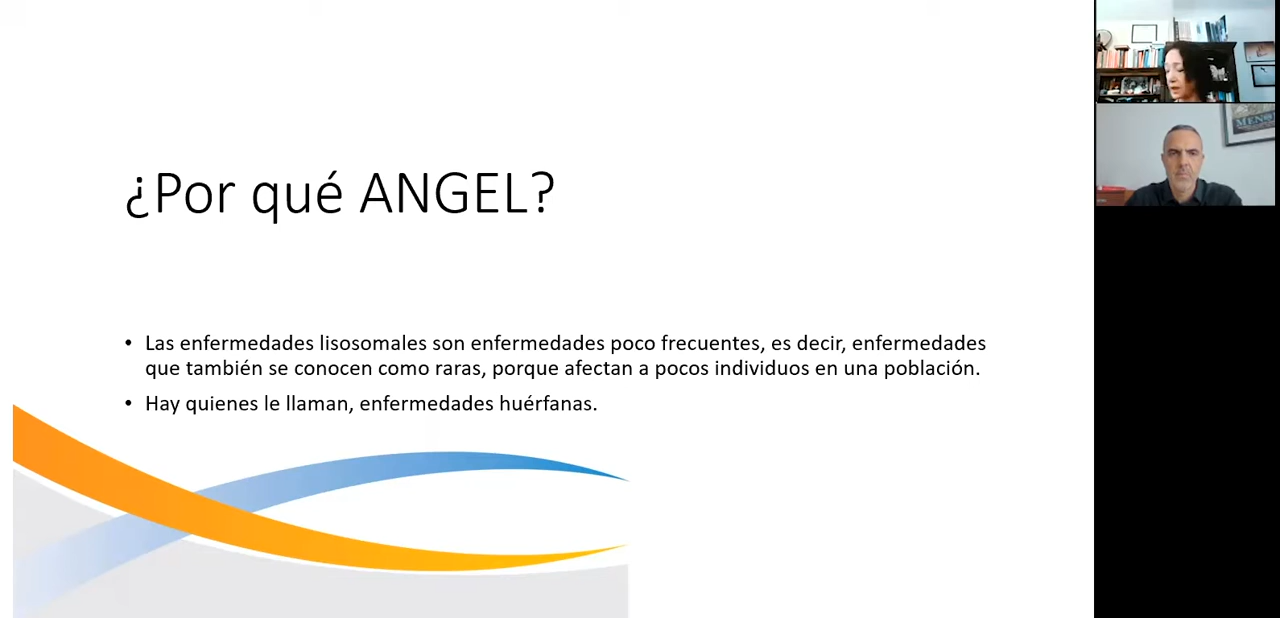 ¿Por qué ANGEL?
• Las enfermedades lisosomales son enfermedades poco frecuentes, es decir, enfermedades
que también se conocen como raras, porque afectan a pocos individuos en una población.
• Hay quienes le llaman, enfermedades huérfanas.